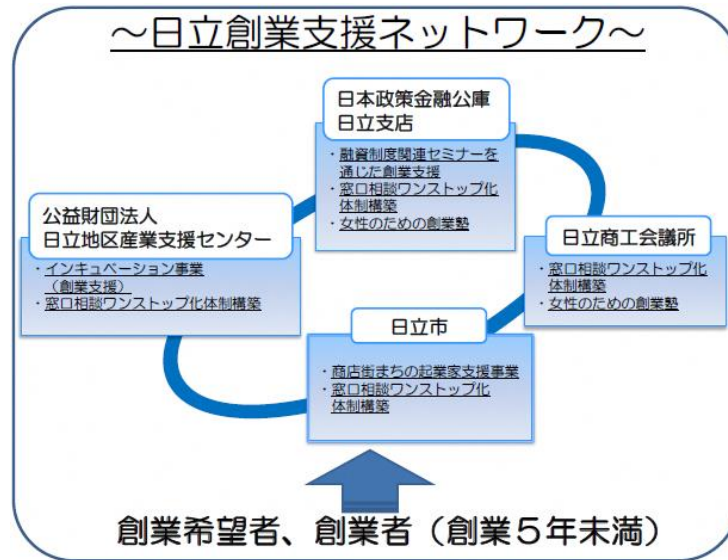 ～日立創業支援ネットワーク～
日本政策金融公庫
日立支店
・融資制度関連セミナーを
通じた創業支援
・窓口相談ワンストップ化
体制構築
・女性のための創業塾
公益財団法人
日立地区産業支援センター
・インキュベーション事業
（創業支援）
・窓口相談ワンストップ化体制構築
日立商工会議所
・窓口相談ワンストップ化
体制構築
・女性のための創業塾
日立市
・商店街まちの起業家支援事業
・窓口相談ワンストップ化
体制構築
創業希望者、創業者（創業５年未満）